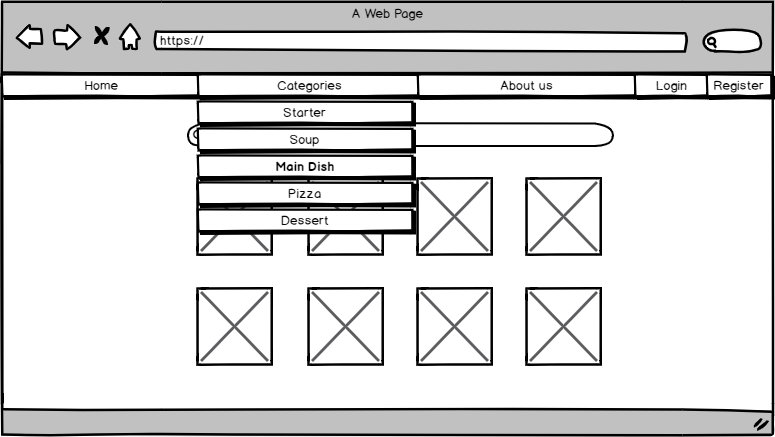 A Web Page
https://
Home Categories About us Login Register
Starter
Soup
Main Dish
Pizza
Dessert